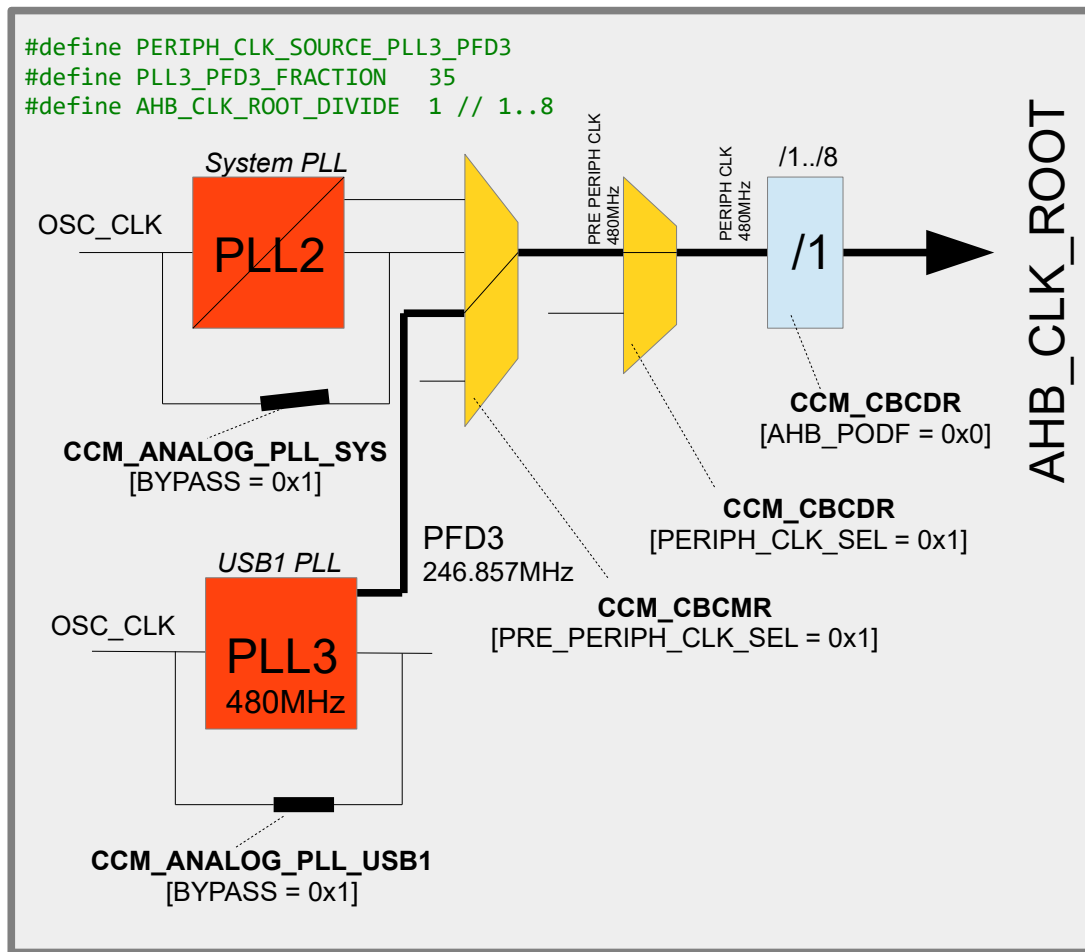 #define PERIPH_CLK_SOURCE_PLL3_PFD3
#define PLL3_PFD3_FRACTION   35
#define AHB_CLK_ROOT_DIVIDE  1 // 1..8
System PLL
OSC_CLK
PLL2
CCM_ANALOG_PLL_SYS
[BYPASS = 0x1]
PRE PERIPH CLK
480MHz
PERIPH CLK
480MHz
/1../8
/1
AHB_CLK_ROOT
CCM_CBCDR
[AHB_PODF = 0x0]
CCM_CBCDR
[PERIPH_CLK_SEL = 0x1]
PFD3
246.857MHz
CCM_CBCMR
[PRE_PERIPH_CLK_SEL = 0x1]
USB1 PLL
OSC_CLK
PLL3
480MHz
CCM_ANALOG_PLL_USB1
[BYPASS = 0x1]